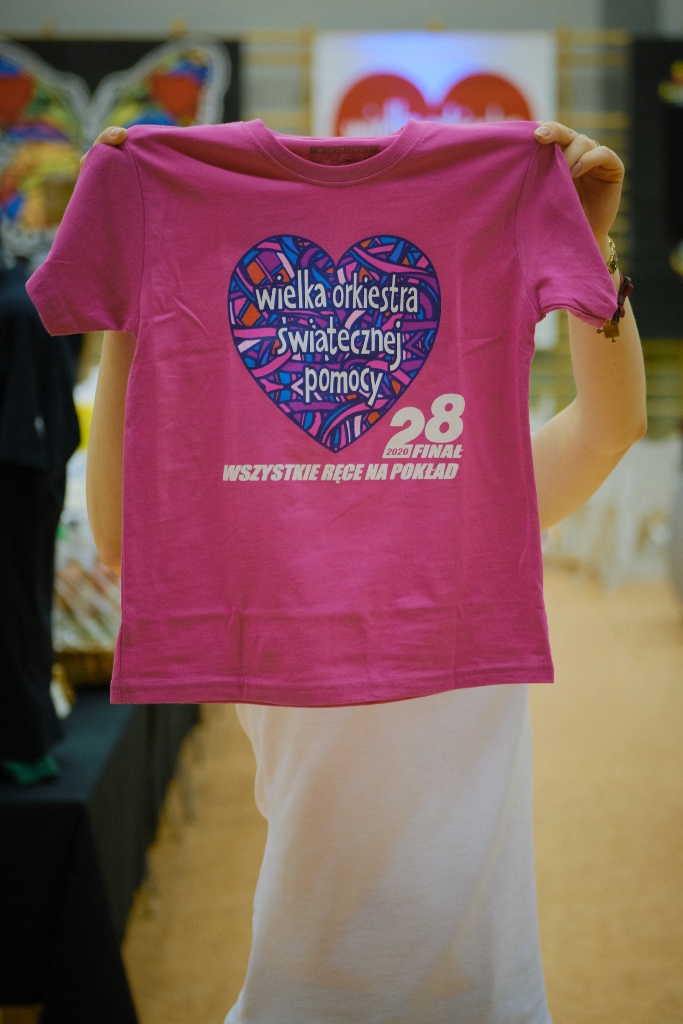 wielka orkiestra
świątecznej
pomocy
28
2020 FINAŁ
WSZYSTKIE RĘCE NA POKŁAD